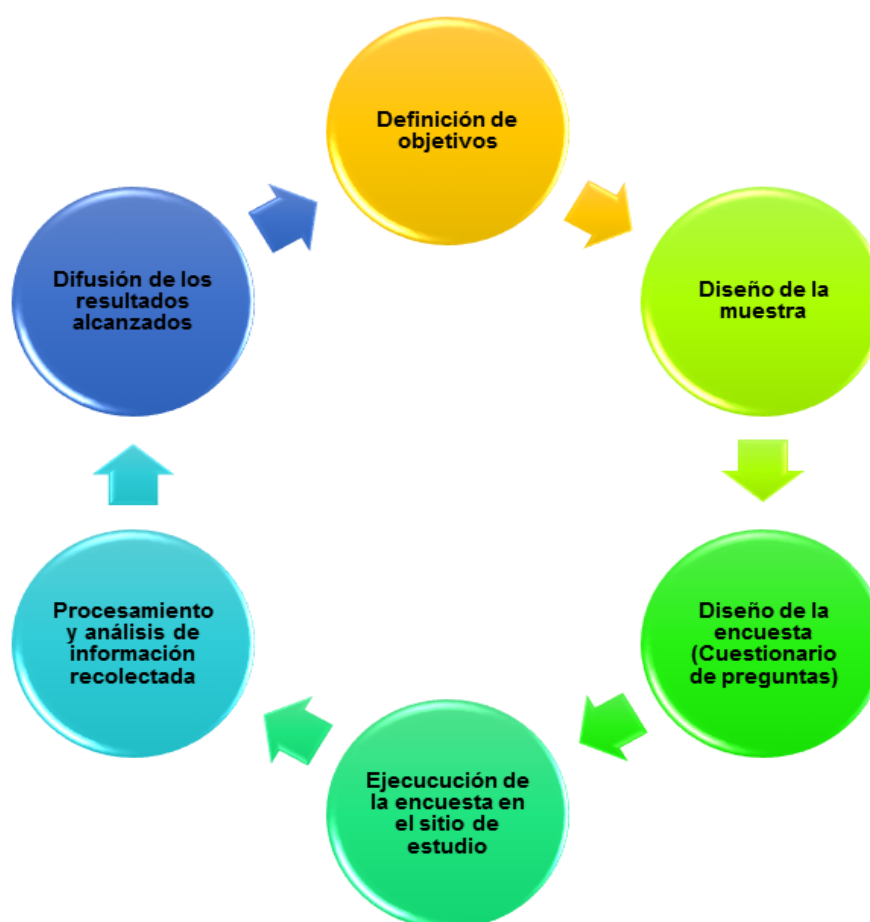 Definición de
objetivos
Diseño de la
muestra
Diseño de la
encuesta
(Cuestionario
de preguntas)
Ejecucución de
la encuesta en
el sitio de
estudio
Procesamiento
y análisis de
información
recolectada
Difusión de los
resultados
alcanzados